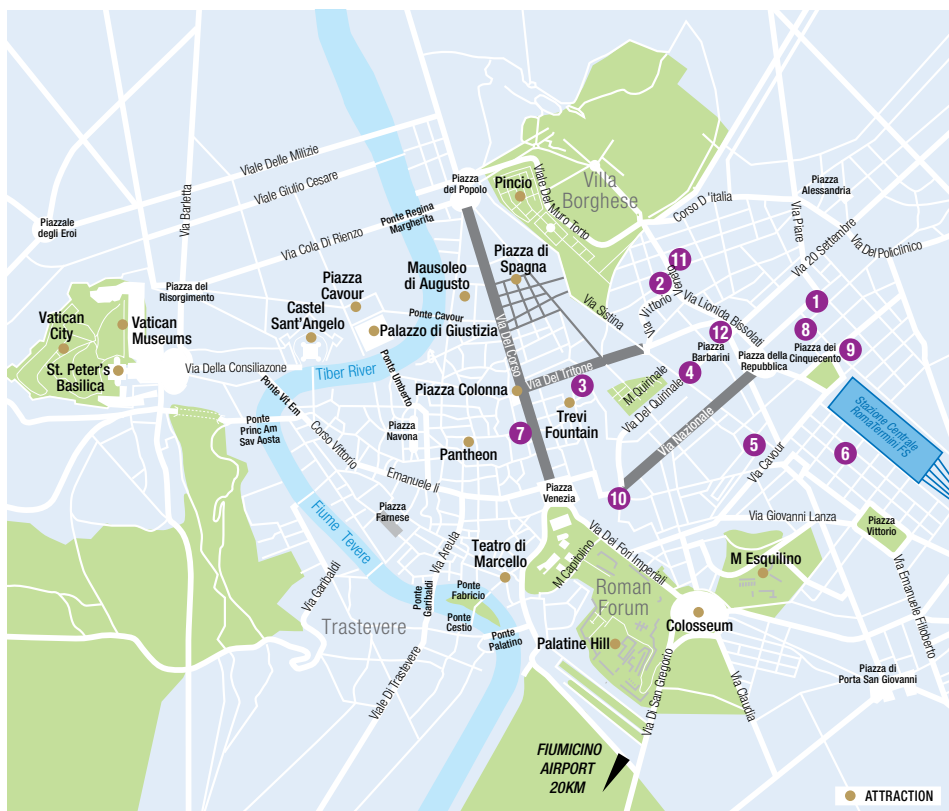 Viale Delle Milizie
Viale Giulio Cesare
Piazza
del Popolo
Pincio
Viale Del Muro Torto
Villa
Borghese
Corso D 'italia
Piazza
Alessandria
Piazzale
degli Eroi
Via Barletta
Via Cola Di Rienzo
Ponte Regina
Margherita
Via Piare
Via 20 Settembre
Via Del Policlinico
Piazza del
Risorgimento
Piazza
Cavour
Mausoleo
di Augusto
Piazza di
Spagna
11
2
Via Vittorio
Veneto
Via Lionida Bissolati
1
Vatican
City
Vatican
Museums
Castel
Sant'Angelo
Palazzo di Giustizia
Ponte Cavour
Via Sistina
12
8
9
Piazza
Barbarini
Piazza della
Repubblica
Piazza dei
Cinquecento
St. Peter's
Basilica
Via Della Consiliazone
Tiber River
Ponte Umberto
Via Del Corso
Piazza Colonna
Via Del Tritone
3
M Quirinale
4
Via Del Quirinale
Stazione Centrale
RomaTermini FS
Ponte Vit Em
Ponte
Princ Am
Sav Aosta
Corso Vittorio
Emanuele Ii
Piazza
Navona
Pantheon
7
Trevi
Fountain
Via Nazionale
5
Via Cavour
6
Piazza
Farnese
Piazza
Venezia
10
Via Giovanni Lanza
Piazza
Vittorio
Fiume Tevere
Via Areula
Teatro di
Marcello
M Capitolino
Via Dei Fori Imperiali
M Esquilino
Via Emanuele Filioberto
Via Garibaldi
Ponte
Garibaldi
Ponte
Fabricio
Ponte
Cestio
Ponte
Palatino
Roman
Forum
Colosseum
Trastevere
Palatine Hill
Viale Di Trastevere
Via Di San Gregorio
Via Claudia
Piazza di
Porta San Giovanni
FIUMICINO
AIRPORT
20KM
ATTRACTION